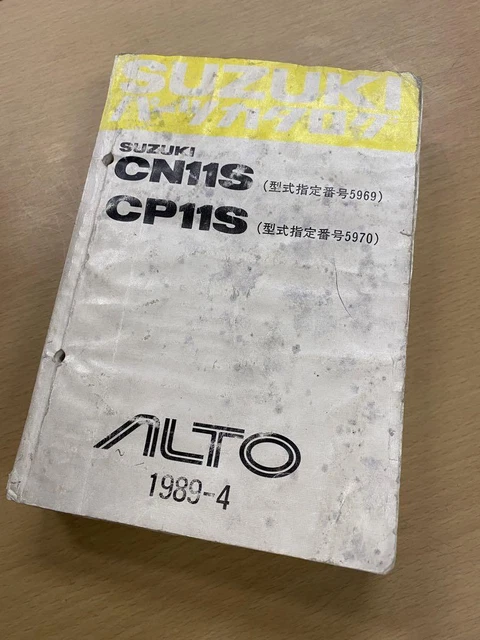 SUZUKI
パーツカタログ
SUZUKI
CN11S (型式指定番号5969)
CP11S (型式指定番号5970)
ALTO
1989-4